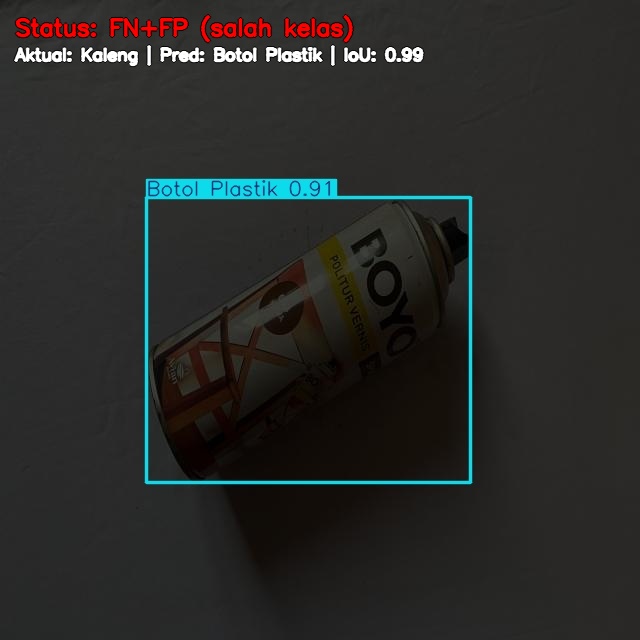 Status: FN+FP (salah kelas)
Aktual: Kaleng | Pred: Botol Plastik | IoU: 0.99
Botol Plastik 0.91
BOYO
POLITUR-VERNIS